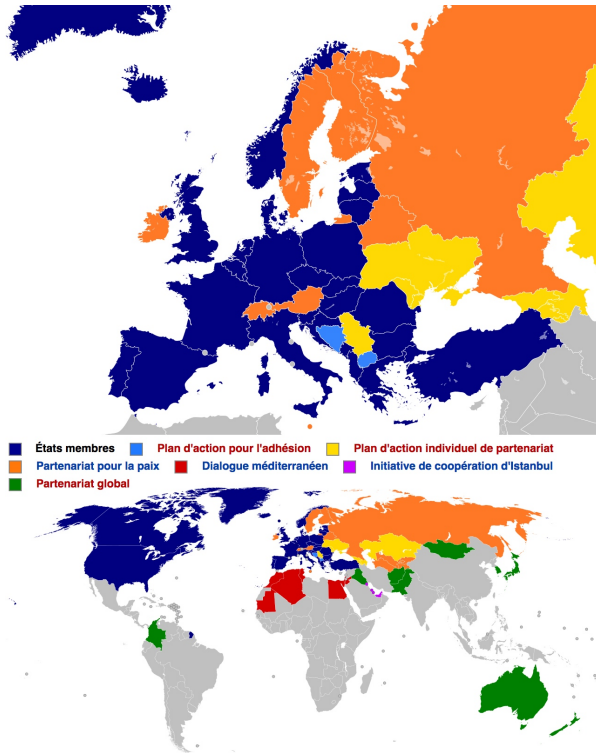 États membres Plan d'action pour l'adhésion Plan d'action individuel de partenariat
Partenariat pour la paix Dialogue méditerranéen Initiative de coopération d'Istanbul
Partenariat global